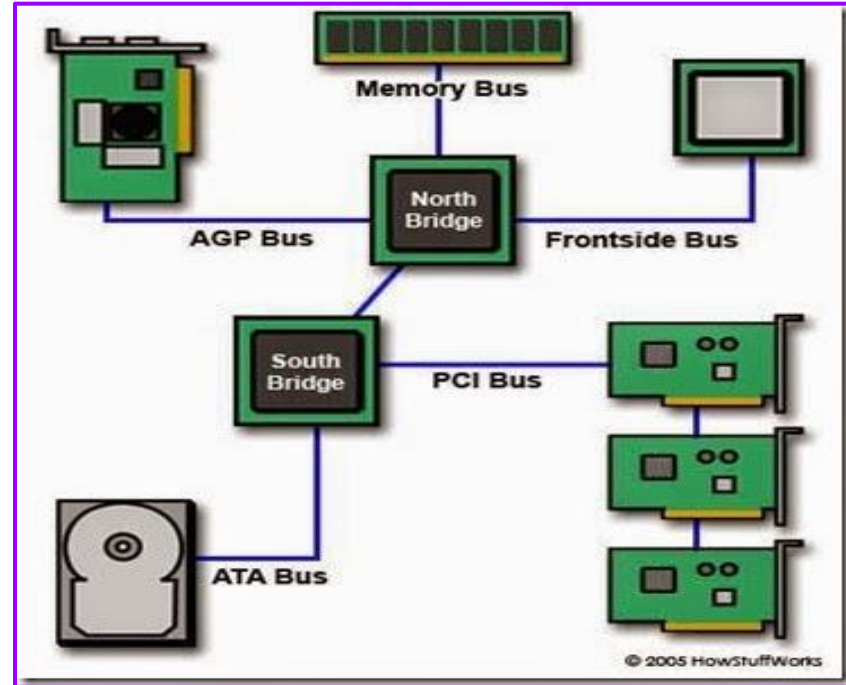 Memory Bus
North
Bridge
AGP Bus
Frontside Bus
South
Bridge
PCI Bus
ATA Bus
© 2005 HowStuffWorks